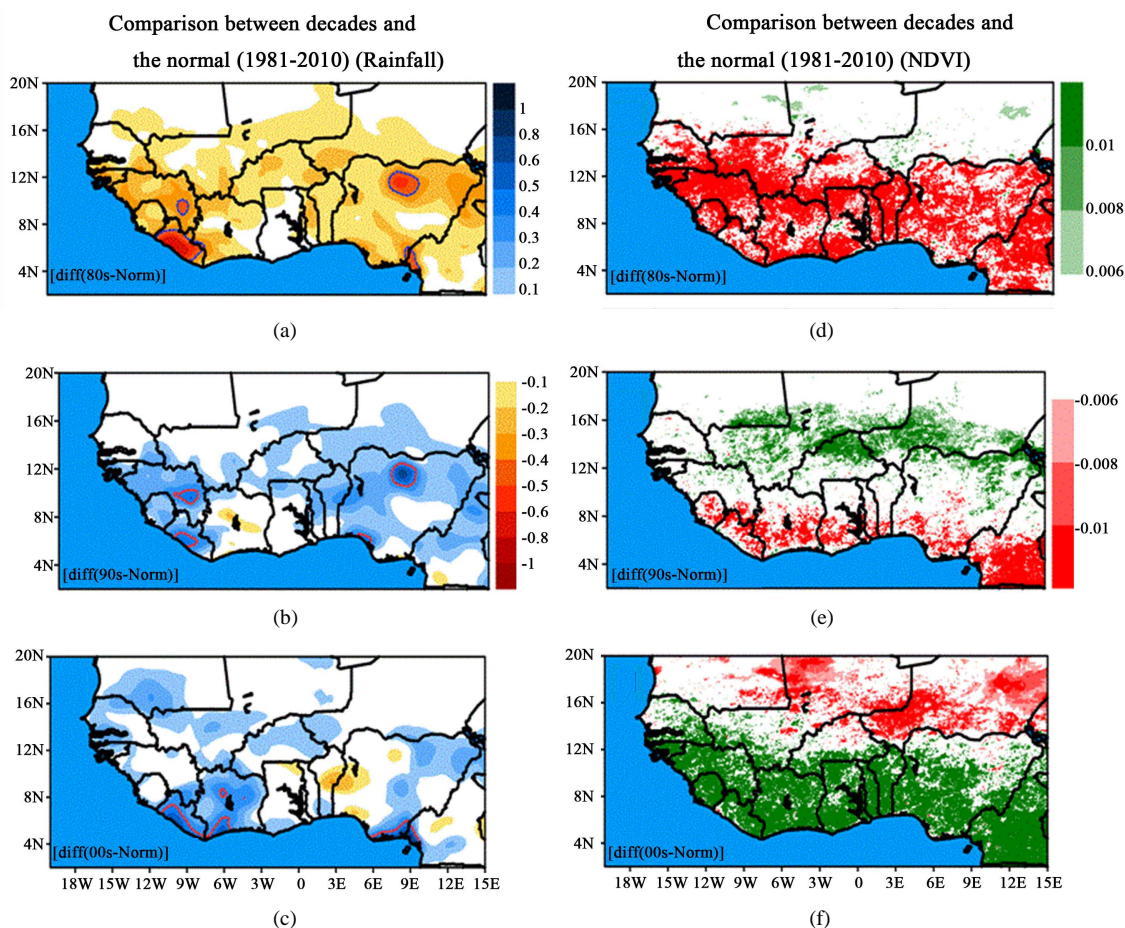 Comparison between decades and
the normal (1981-2010) (Rainfall)
20N
16N
12N
8N
4N
[diff(80s-Norm)]
1
0.8
0.6
0.5
0.4
0.3
0.2
0.1
(a)
Comparison between decades and
the normal (1981-2010) (NDVI)
20N
16N
12N
8N
4N
[diff(80s-Norm)]
0.01
0.008
0.006
(d)
20N
16N
12N
8N
4N
[diff(90s-Norm)]
-0.1
-0.2
-0.3
-0.4
-0.5
-0.6
-0.8
-1
(b)
20N
16N
12N
8N
4N
[diff(90s-Norm)]
-0.006
-0.008
-0.01
(e)
20N
16N
12N
8N
4N
[diff(00s-Norm)]
18W 15W 12W 9W 6W 3W 0 3E 6E 9E 12E 15E
(c)
20N
16N
12N
8N
4N
[diff(00s-Norm)]
18W 15W 12W 9W 6W 3W 0 3E 6E 9E 12E 15E
(f)